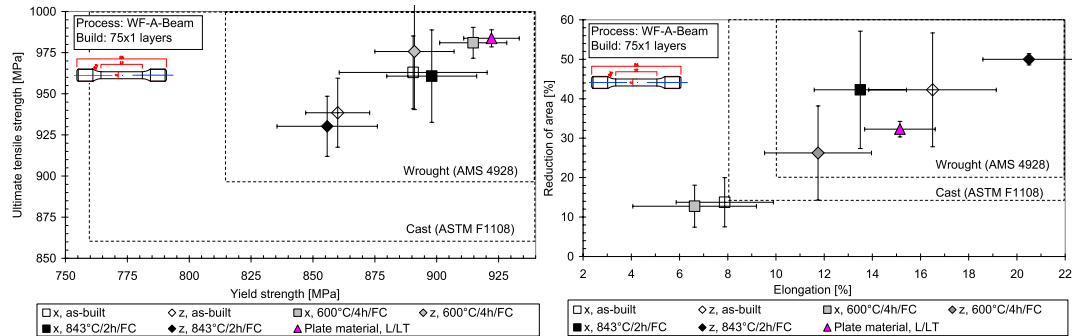 Process: WF-A-Beam
Build: 75x1 layers
Ultimate tensile strength [MPa]
1000
975
950
925
900
875
850
Wrought (AMS 4928)
Cast (ASTM F1108)
750 775 800 825 850 875 900 925
Yield strength [MPa]
x, as-built z, as-built x, 600°C/4h/FC z, 600°C/4h/FC
x, 843°C/2h/FC z, 843°C/2h/FC Plate material, L/LT
Process: WF-A-Beam
Build: 75x1 layers
Reduction of area [%]
60
50
40
30
20
10
0
Wrought (AMS 4928)
Cast (ASTM F1108)
2 4 6 8 10 12 14 16 18 20 22
Elongation [%]
x, as-built z, as-built x, 600°C/4h/FC z, 600°C/4h/FC
x, 843°C/2h/FC z, 843°C/2h/FC Plate material, L/LT